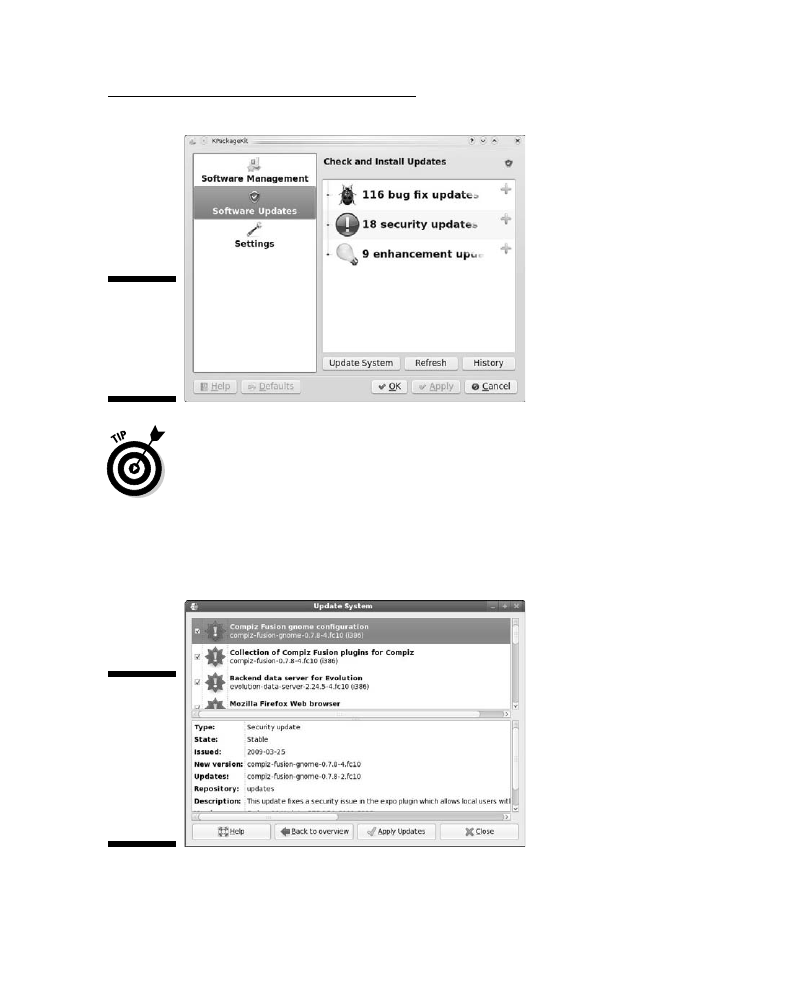 KPackageKit
Software Management
Software Updates
Settings
Check and Install Updates
116 bug fix updates
18 security updates
9 enhancement upd
Update System Refresh History
Help Defaults OK Apply Cancel
TIP
Update System
Compiz Fusion gnome configuration
compiz-fusion-gnome-0.7.8-4.fc10 (i386)
Collection of Compiz Fusion plugins for Compiz
compiz-fusion-0.7.8-4.fc10 (i386)
Backend data server for Evolution
evolution-data-server-2.24.5-4.fc10 (i386)
Mozilla Firefox Web browser
Type: Security update
State: Stable
Issued: 2009-03-25
New version: compiz-fusion-gnome-0.7.8-4.fc10
Updates: compiz-fusion-gnome-0.7.8-2.fc10
Repository: updates
Description: This update fixes a security issue in the expo plugin which allows local users wit
Help Back to overview Apply Updates Close